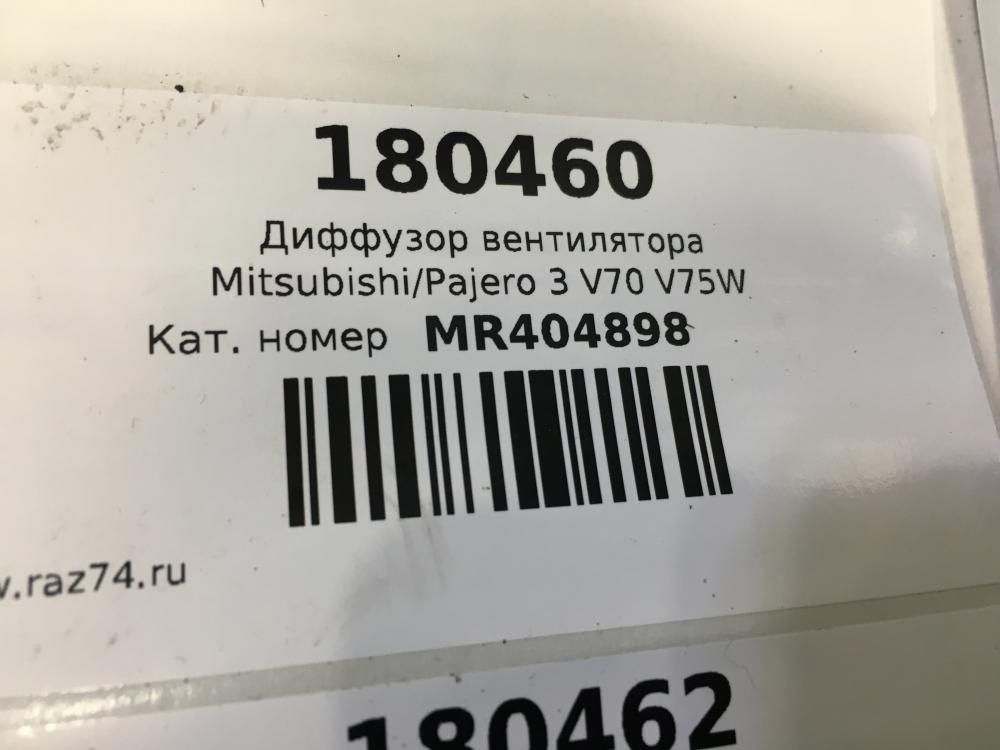 180460
Диффузор вентилятора
Mitsubishi/Pajero 3 V70 V75W
Кат. номер MR404898
w.raz74.ru
180462